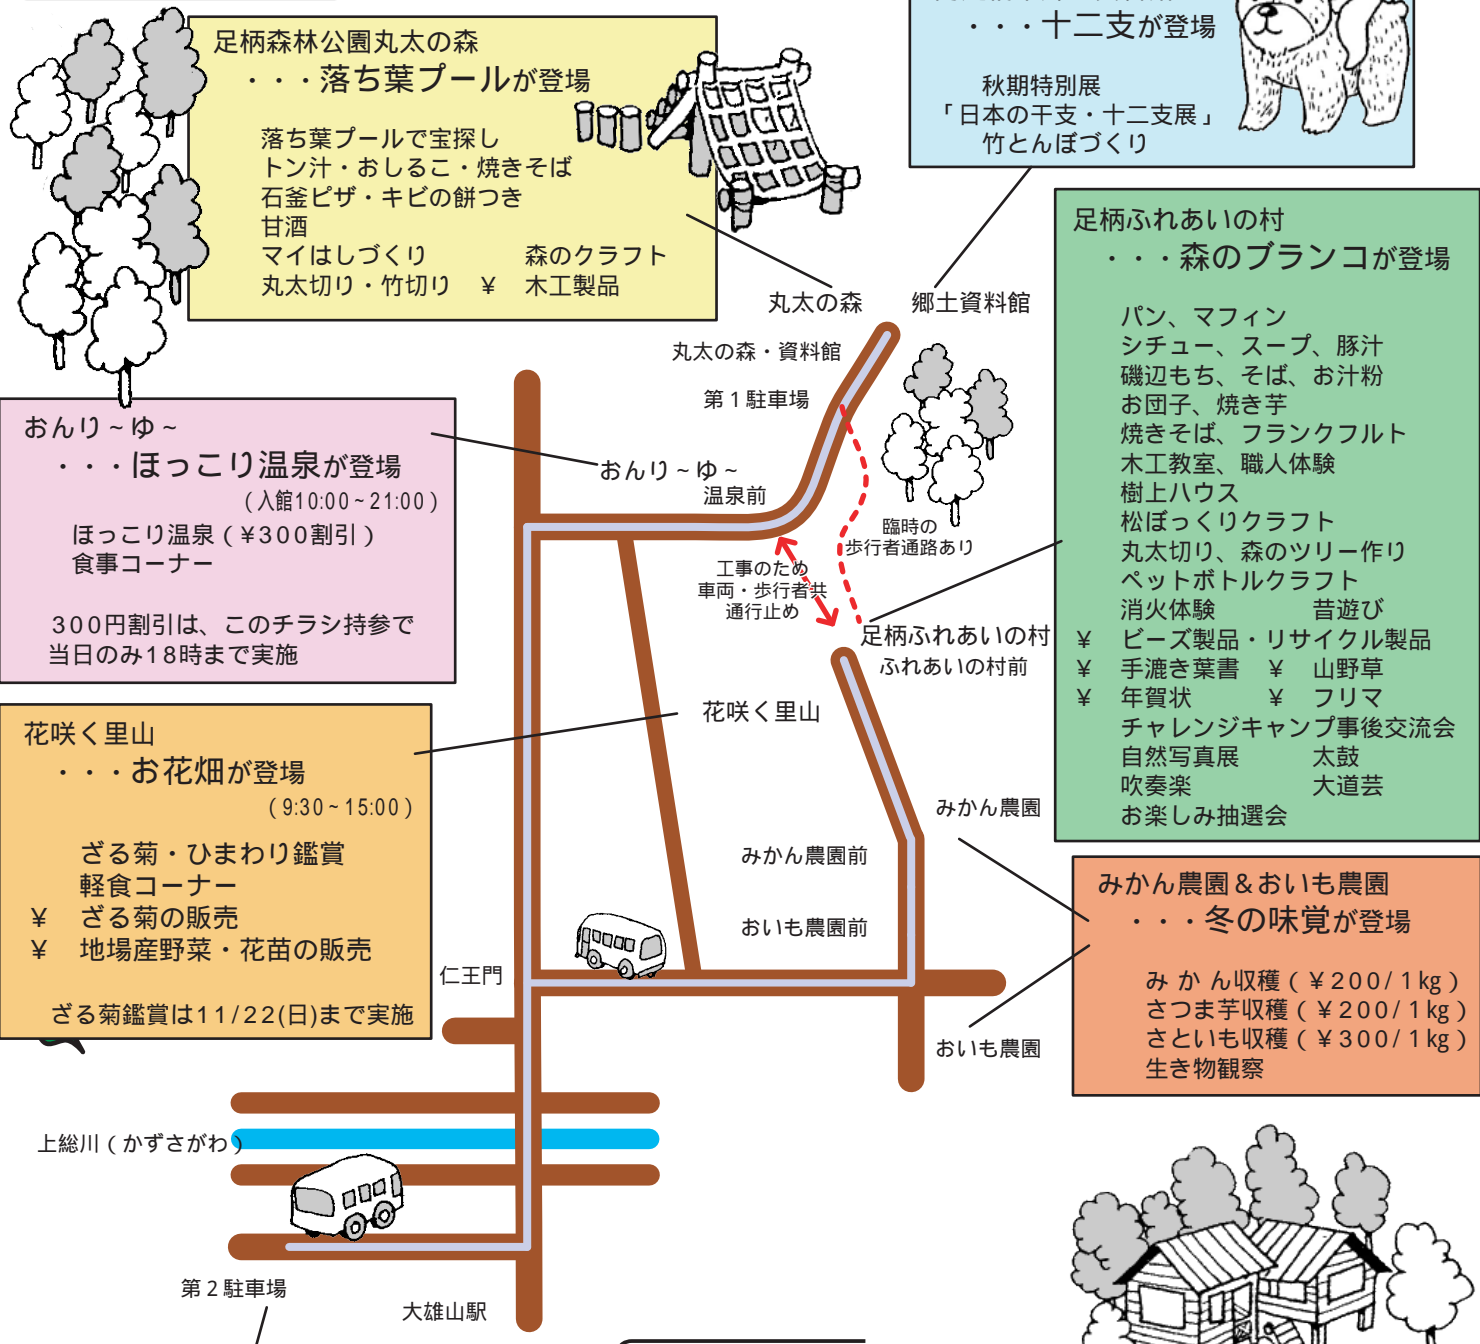 足柄森林公園丸太の森
・・・落ち葉プールが登場
落ち葉プールで宝探し
トン汁・おしるこ・焼きそば
石釜ピザ・キビの餅つき
甘酒
マイはしづくり　森のクラフト
丸太切り・竹切り　¥　木工製品
・・・十二支が登場
秋期特別展
「日本の干支・十二支展」
竹とんぼづくり
足柄ふれあいの村
・・・森のブランコが登場
パン、マフィン
シチュー、スープ、豚汁
磯辺もち、そば、お汁粉
お団子、焼き芋
焼きそば、フランクフルト
木工教室、職人体験
樹上ハウス
松ぼっくりクラフト
丸太切り、森のツリー作り
ペットボトルクラフト
消火体験　昔遊び
¥　ビーズ製品・リサイクル製品
¥　手漉き葉書　¥　山野草
¥　年賀状　¥　フリマ
チャレンジキャンプ事後交流会
自然写真展　太鼓
吹奏楽　大道芸
お楽しみ抽選会
丸太の森
郷土資料館
丸太の森・資料館
第1駐車場
おんり～ゆ～
・・・ほっこり温泉が登場
（入館10:00～21:00）
ほっこり温泉（¥300割引）
食事コーナー
300円割引は、このチラシ持参で
当日のみ18時まで実施
おんり～ゆ～
温泉前
臨時の
歩行者通路あり
工事のため
車両・歩行者共
通行止め
足柄ふれあいの村
ふれあいの村前
花咲く里山
・・・お花畑が登場
（9:30～15:00）
ざる菊・ひまわり鑑賞
軽食コーナー
¥　ざる菊の販売
¥　地場産野菜・花苗の販売
ざる菊鑑賞は11/22(日)まで実施
花咲く里山
みかん農園
みかん農園前
おいも農園前
仁王門
おいも農園
みかん農園＆おいも農園
・・・冬の味覚が登場
みかん収穫（¥200/1㎏）
さつま芋収穫（¥200/1㎏）
さといも収穫（¥300/1㎏）
生き物観察
上総川（かずさがわ）
第2駐車場
大雄山駅